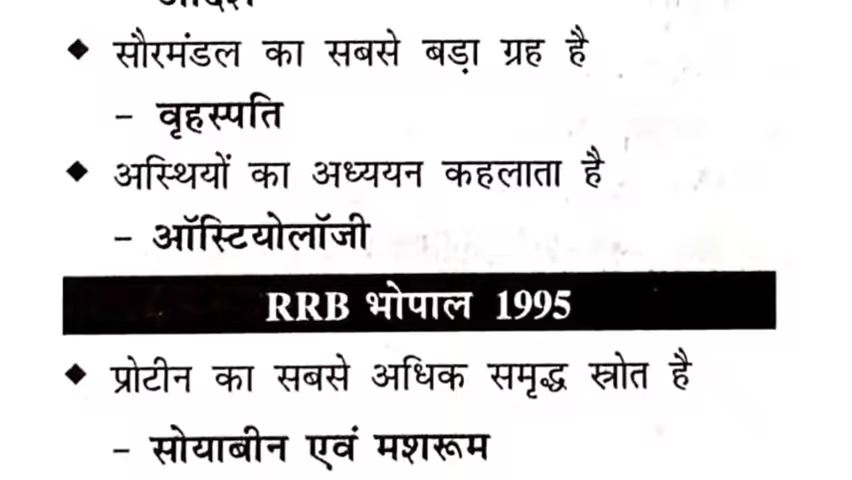 ◆ सौरमंडल का सबसे बड़ा ग्रह है
– वृहस्पति
◆ अस्थियों का अध्ययन कहलाता है
– ऑस्टियोलॉजी
RRB भोपाल 1995
◆ प्रोटीन का सबसे अधिक समृद्ध स्रोत है
– सोयाबीन एवं मशरूम